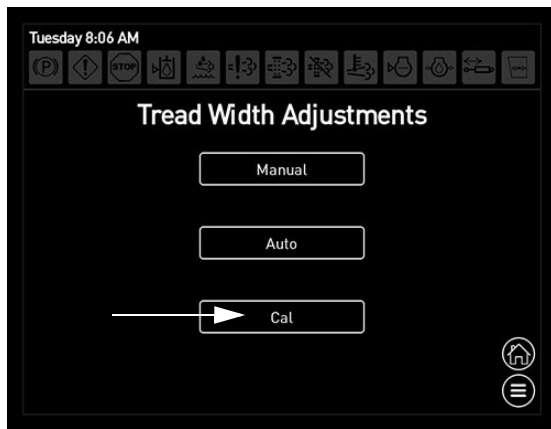 Tuesday 8:06 AM
(P)
STOP
Tread Width Adjustments
Manual
Auto
Cal